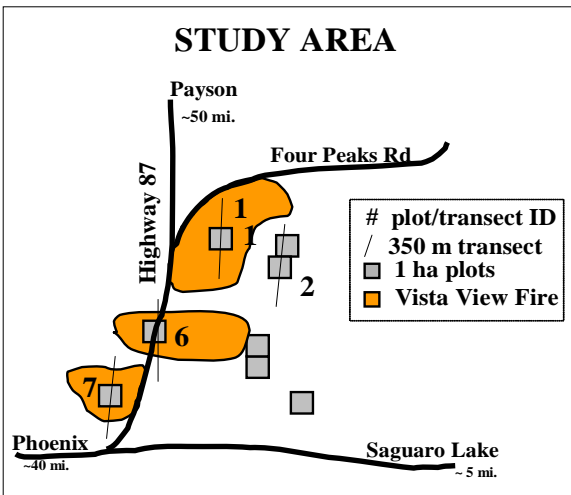 STUDY AREA
Payson
~50 mi.
Four Peaks Rd
Highway 87
1
1
2
# plot/transect ID
350 m transect
1 ha plots
Vista View Fire
6
7
Phoenix
~40 mi.
Saguaro Lake
~ 5 mi.